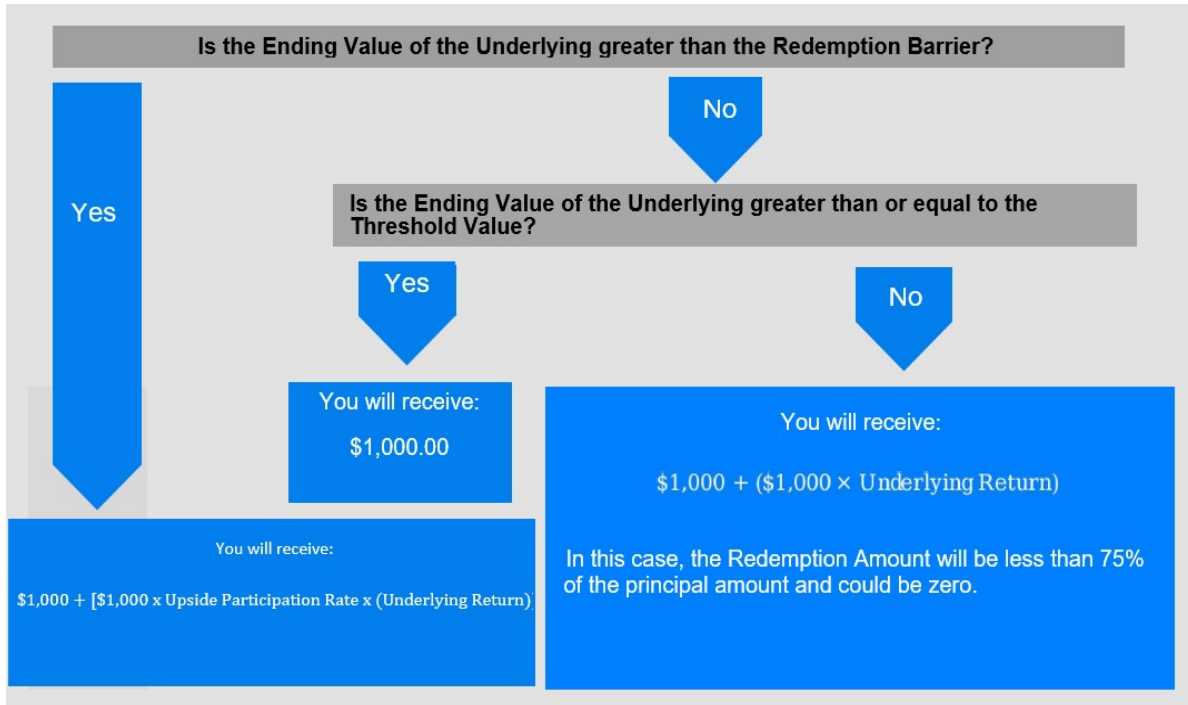 Is the Ending Value of the Underlying greater than the Redemption Barrier?
No
Yes
Is the Ending Value of the Underlying greater than or equal to the
Threshold Value?
Yes
No
You will receive:
$1,000.00
You will receive:
$1,000 + ($1,000 × Underlying Return)
In this case, the Redemption Amount will be less than 75%
of the principal amount and could be zero.
You will receive:
$1,000 + [$1,000 x Upside Participation Rate x (Underlying Return)]